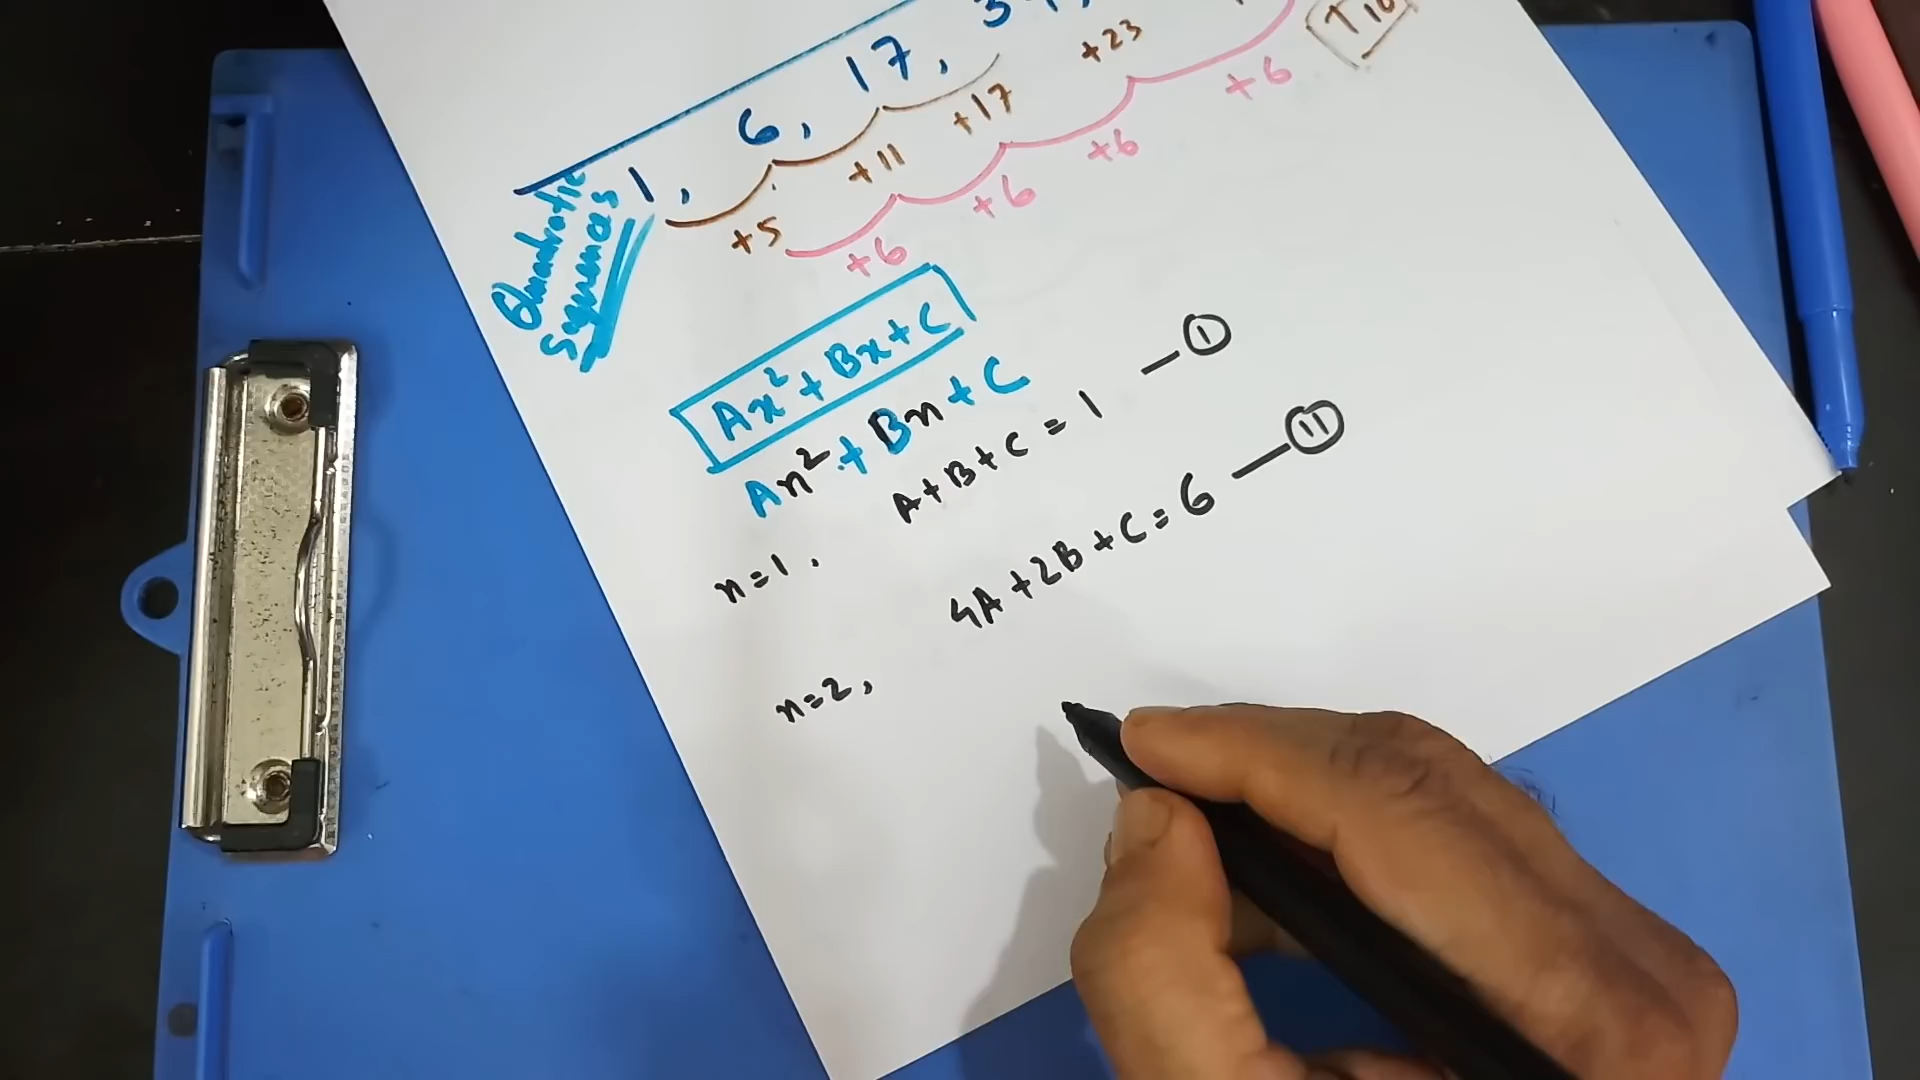 1, 6, 17, 34,
+5 +11 +17 +23
+6 +6 +6 +6
T10
Quadratic
Sequences
Ax² + Bx + C
An² + Bn + C
n=1, A+B+C=1 — ①
n=2, 4A+2B+C=6 — ⑪